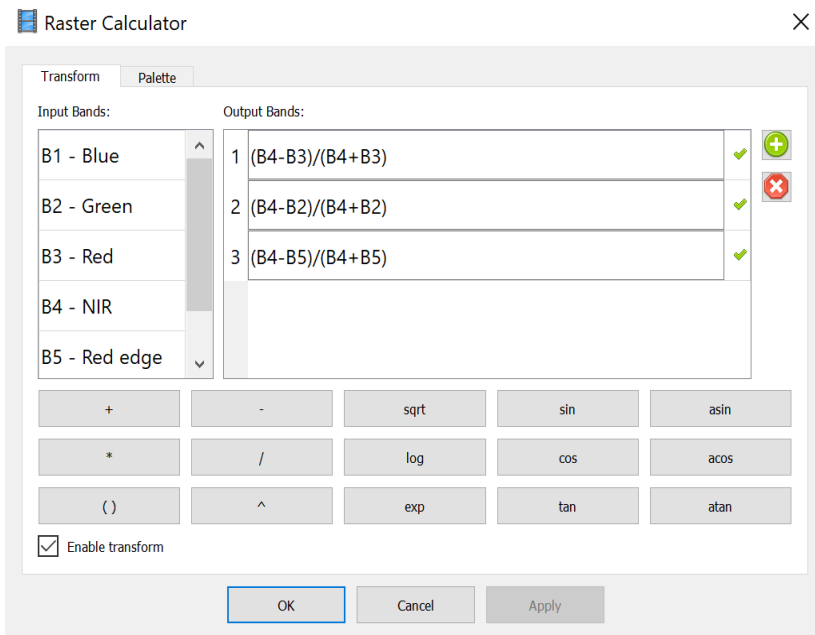 Raster Calculator
Transform Palette
Input Bands: Output Bands:
B1 - Blue
B2 - Green
B3 - Red
B4 - NIR
B5 - Red edge
1 (B4-B3)/(B4+B3)
2 (B4-B2)/(B4+B2)
3 (B4-B5)/(B4+B5)
+ - sqrt sin asin
* / log cos acos
( ) ^ exp tan atan
Enable transform
OK Cancel Apply